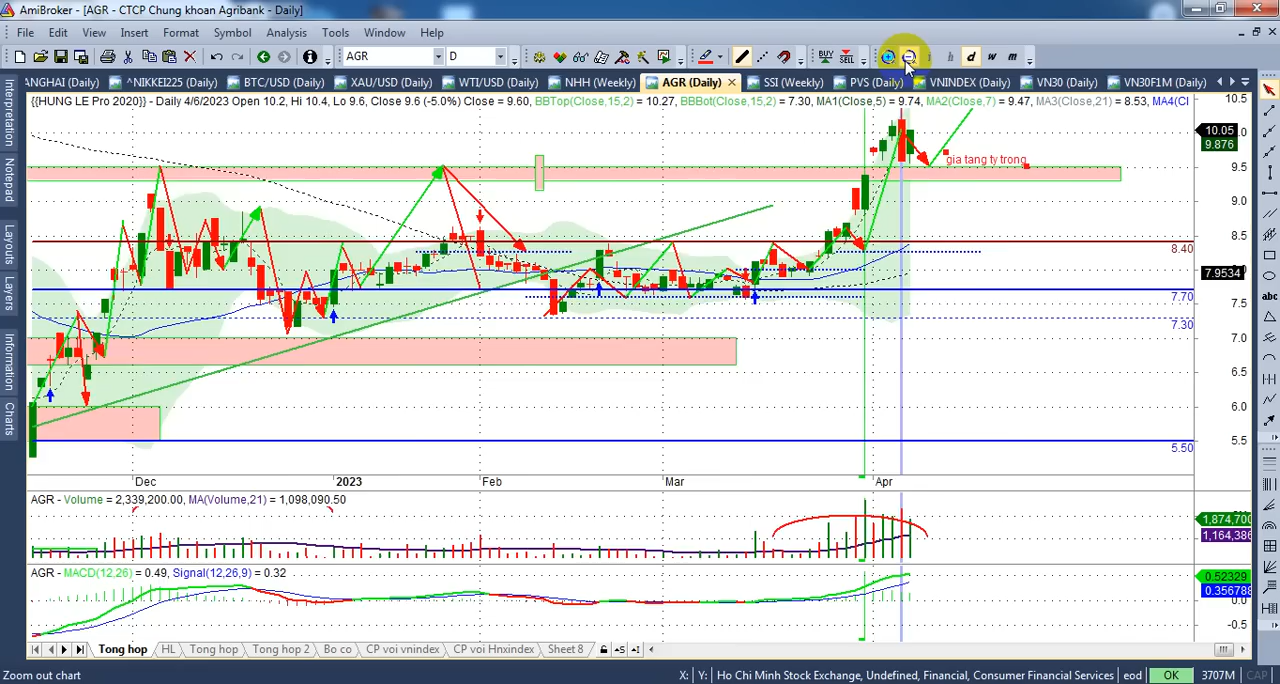 AmiBroker - [AGR - CTCP Chung khoan Agribank - Daily]
File Edit View Insert Format Symbol Analysis Tools Window Help
AGR D BUY SELL h d w m
ANGHAI (Daily) ^NIKKEI225 (Daily) BTC/USD (Daily) XAU/USD (Daily) WTI/USD (Daily) NHH (Weekly) AGR (Daily) SSI (Weekly) PVS (Daily) VNINDEX (Daily) VN30 (Daily) VN30F1M (Daily)
{{HUNG LE Pro 2020}} - Daily 4/6/2023 Open 10.2, Hi 10.4, Lo 9.6, Close 9.6 (-5.0%) Close = 9.60, BBTop(Close,15,2) = 10.27, BBBot(Close,15,2) = 7.30, MA1(Close,5) = 9.74, MA2(Close,7) = 9.47, MA3(Close,21) = 8.53, MA4(Cl
Interpretation
Notepad
Layouts
Layers
Information
Charts
gia tang ty trong
10.5
10.05
9.876
9.5
9.0
8.5
8.40
8.0
7.9534
7.70
7.5
7.30
7.0
6.5
6.0
5.5
5.50
Dec 2023 Feb Mar Apr
AGR - Volume = 2,339,200.00, MA(Volume,21) = 1,098,090.50
1,874,700
1,164,386
AGR - MACD(12,26) = 0.49, Signal(12,26,9) = 0.32
0.52329
0.356788
0.0
-0.5
Tong hop HL Tong hop Tong hop 2 Bo co CP voi vnindex CP voi Hnxindex Sheet 8
abc
Zoom out chart X: Y: Ho Chi Minh Stock Exchange, Undefined, Financial, Consumer Financial Services eod OK 3707M CAP